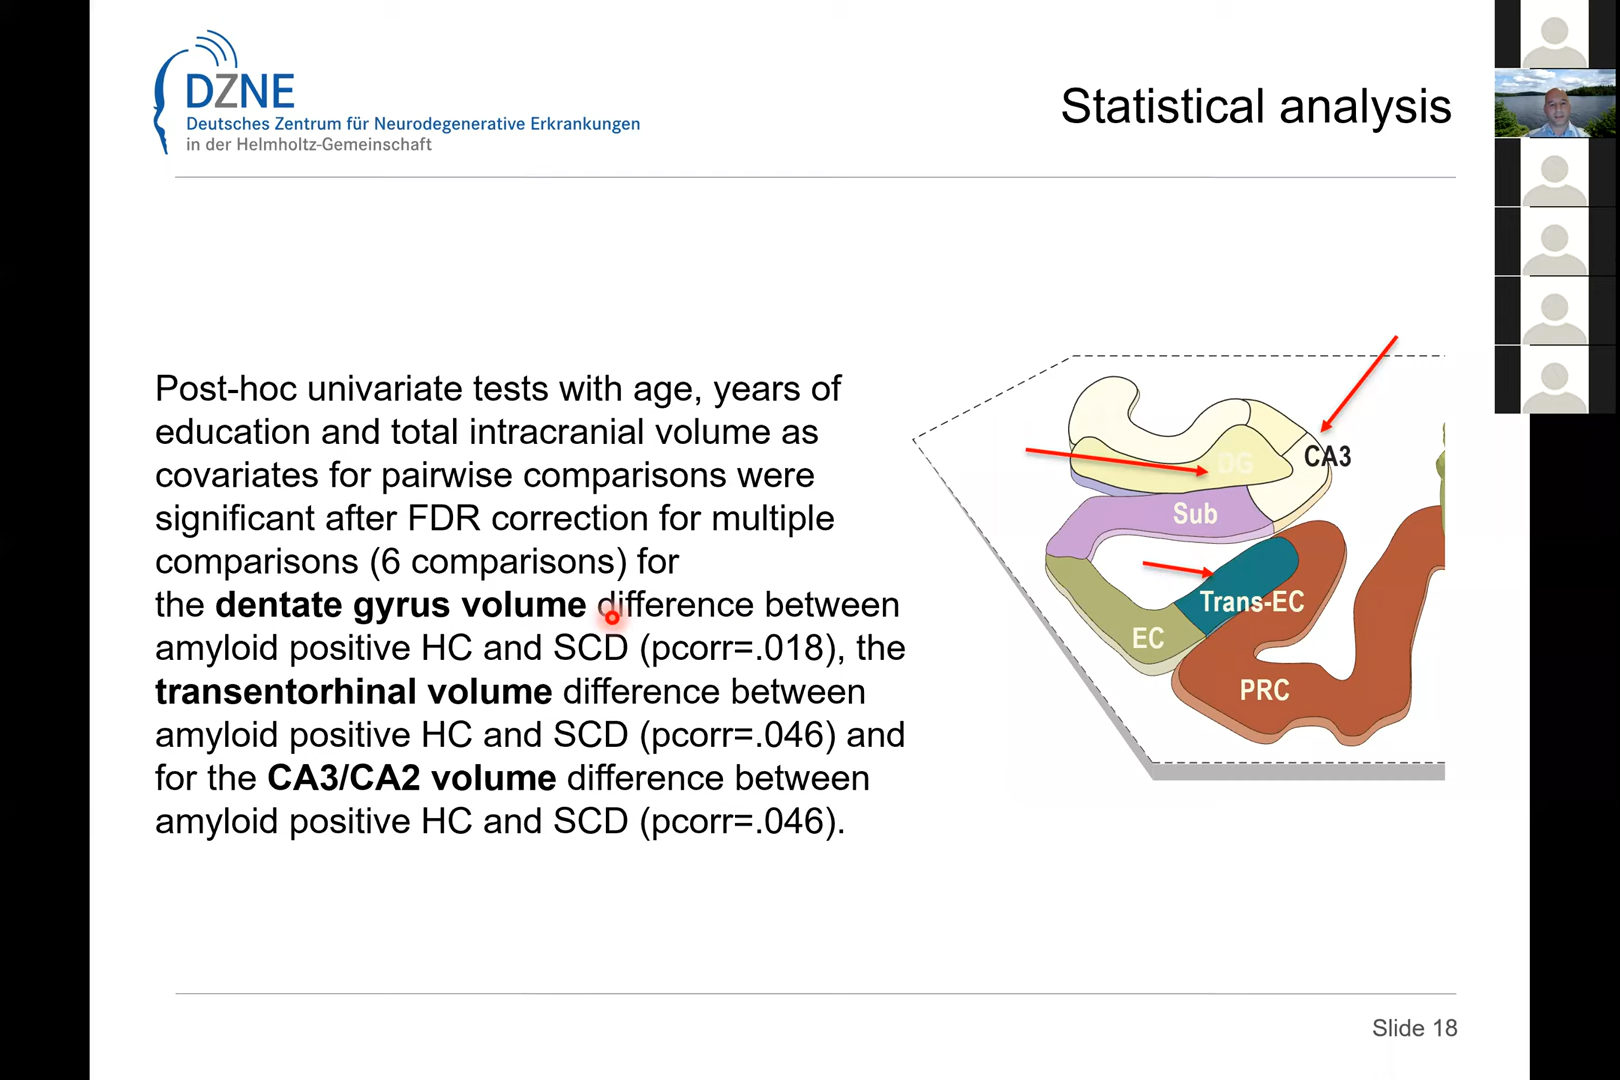 DZNE
Deutsches Zentrum für Neurodegenerative Erkrankungen
in der Helmholtz-Gemeinschaft
Statistical analysis
Post-hoc univariate tests with age, years of
education and total intracranial volume as
covariates for pairwise comparisons were
significant after FDR correction for multiple
comparisons (6 comparisons) for
the dentate gyrus volume difference between
amyloid positive HC and SCD (pcorr=.018), the
transentorhinal volume difference between
amyloid positive HC and SCD (pcorr=.046) and
for the CA3/CA2 volume difference between
amyloid positive HC and SCD (pcorr=.046).
CA3
DG
Sub
Trans-EC
EC
PRC
Slide 18